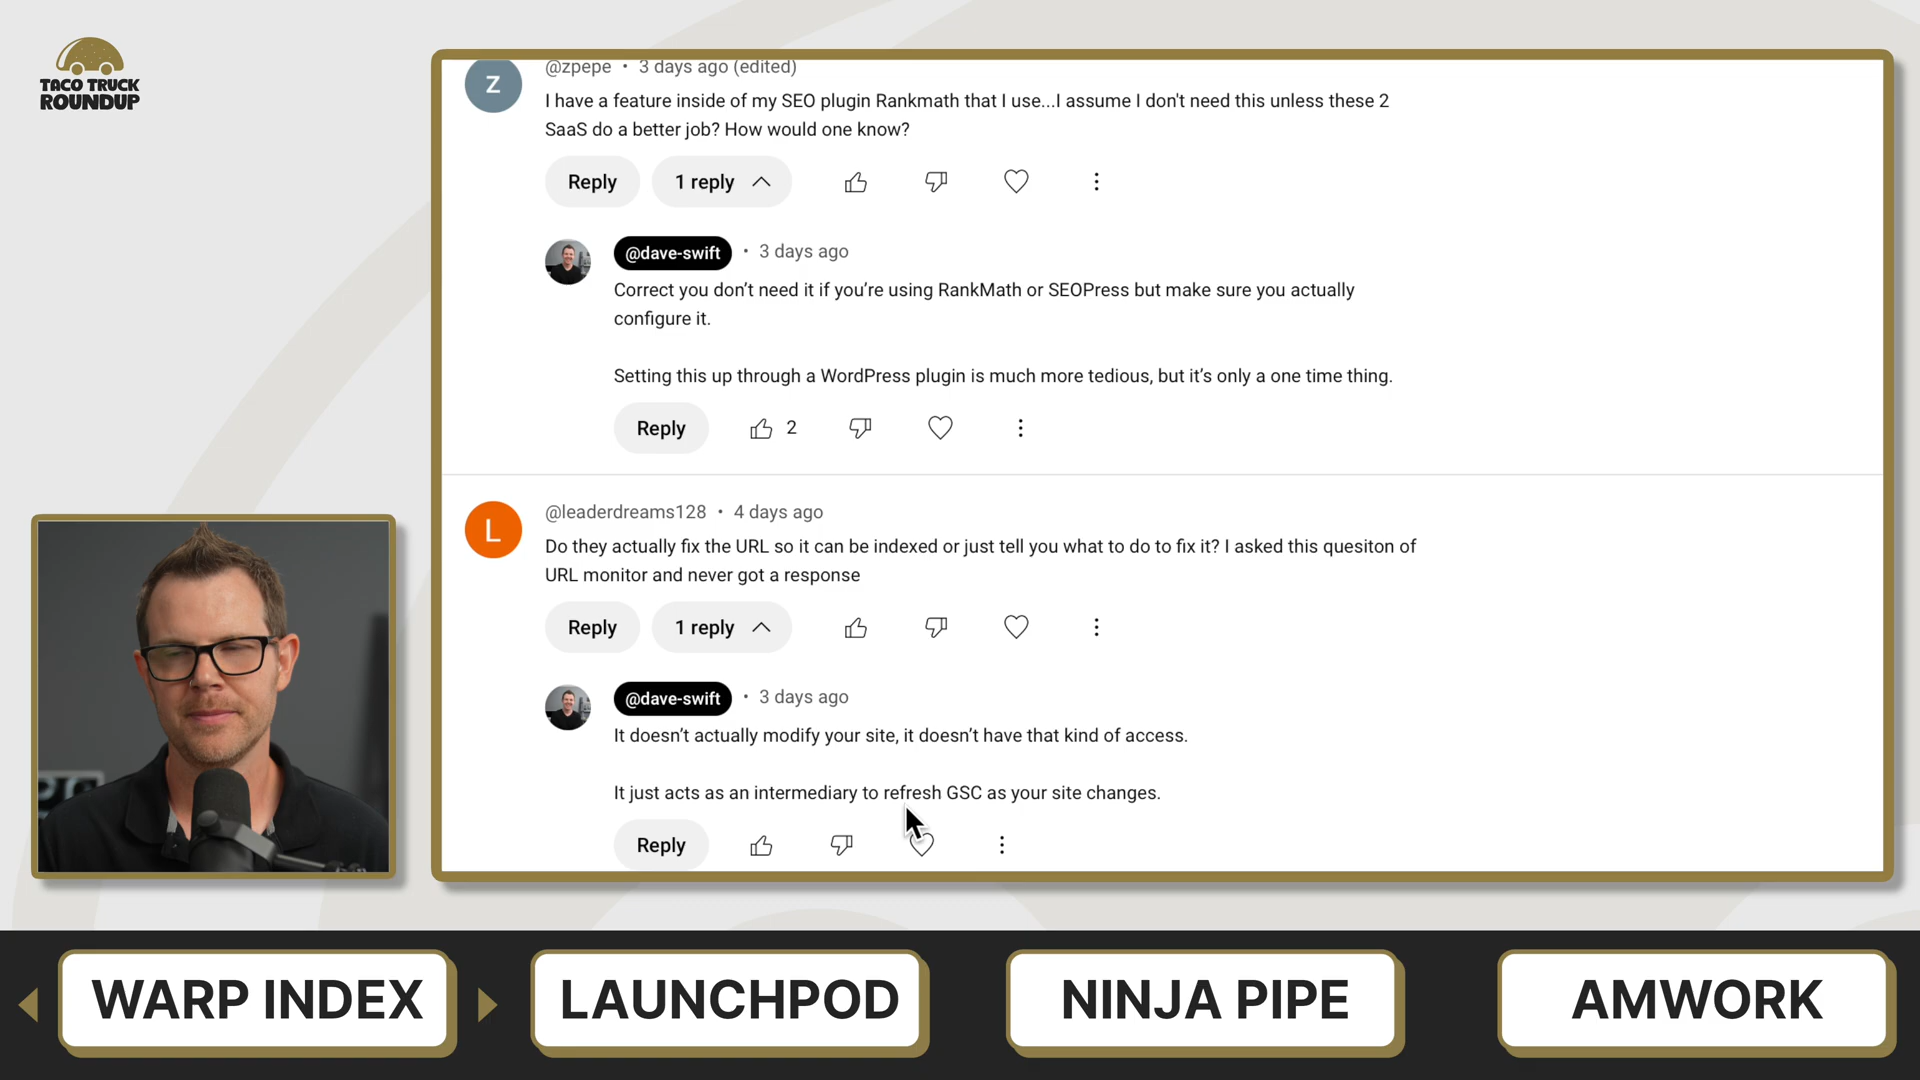 TACO TRUCK
ROUNDUP
@zpepe • 3 days ago (edited)
Z
I have a feature inside of my SEO plugin Rankmath that I use...I assume I don't need this unless these 2
SaaS do a better job? How would one know?
Reply 1 reply
@dave-swift • 3 days ago
Correct you don’t need it if you’re using RankMath or SEOPress but make sure you actually
configure it.
Setting this up through a WordPress plugin is much more tedious, but it’s only a one time thing.
Reply 2
@leaderdreams128 • 4 days ago
L
Do they actually fix the URL so it can be indexed or just tell you what to do to fix it? I asked this quesiton of
URL monitor and never got a response
Reply 1 reply
@dave-swift • 3 days ago
It doesn’t actually modify your site, it doesn’t have that kind of access.
It just acts as an intermediary to refresh GSC as your site changes.
Reply
WARP INDEX LAUNCHPOD NINJA PIPE AMWORK